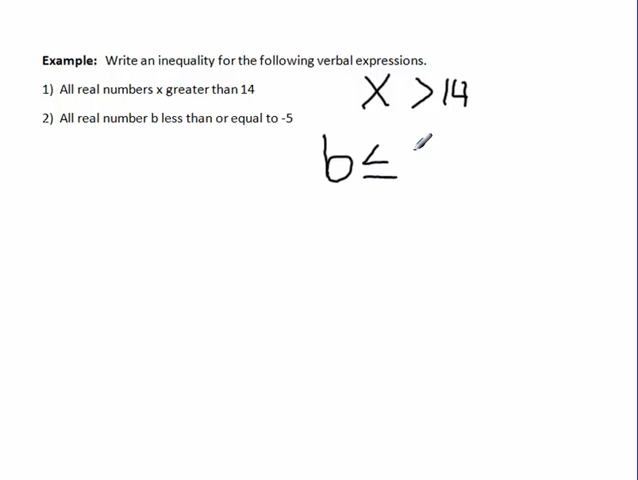 Example: Write an inequality for the following verbal expressions.
1) All real numbers x greater than 14
x > 14
2) All real number b less than or equal to -5
b ≤